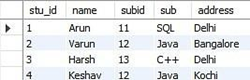 stu_id name subid sub address
1 Arun 11 SQL Delhi
2 Varun 12 Java Bangalore
3 Harsh 13 C++ Delhi
4 Keshav 12 Java Kochi